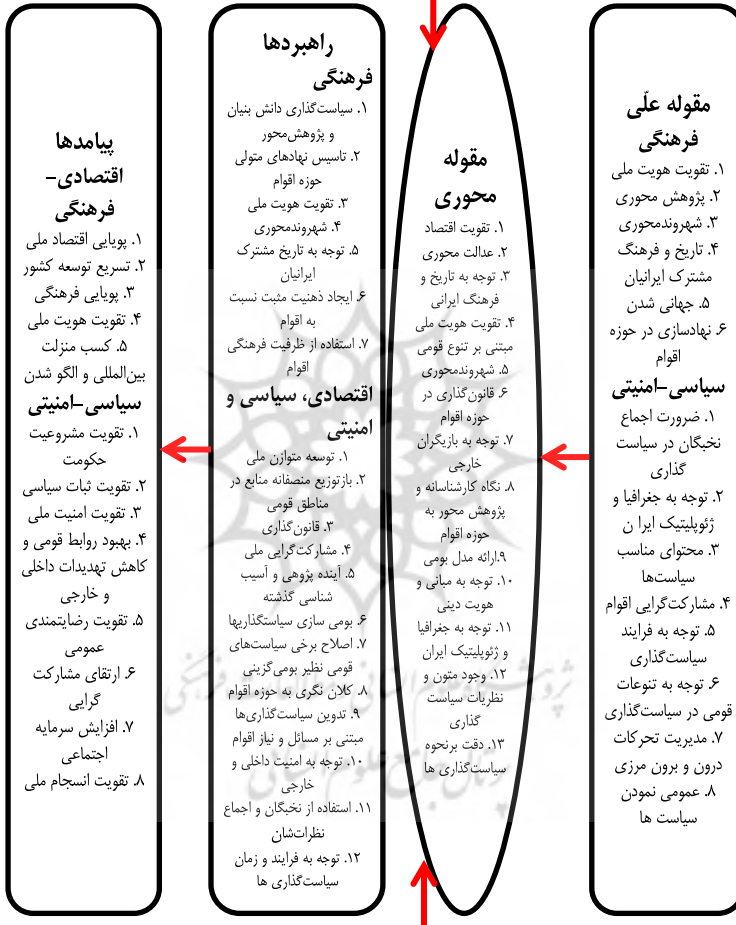 مقوله علّی
فرهنگی
۱. تقویت هویت ملی
۲. پژوهش محوری
۳. شهروندمحوری
۴. تاریخ و فرهنگ
مشترک ایرانیان
۵. جهانی شدن
۶. نهادسازی در حوزه
اقوام
سیاسی-امنیتی
۱. ضرورت اجماع
نخبگان در سیاست
گذاری
۲. توجه به جغرافیا و
ژئوپلیتیک ایرا ن
۳. محتوای مناسب
سیاست‌ها
۴. مشارکت‌گرایی اقوام
۵. توجه به فرایند
سیاست‌گذاری
۶. توجه به تنوعات
قومی در سیاست‌گذاری
۷. مدیریت تحرکات
درون و برون مرزی
۸. عمومی نمودن
سیاست ها
مقوله
محوری
۱. تقویت اقتصاد
۲. عدالت محوری
۳. توجه به تاریخ و
فرهنگ ایرانی
۴. تقویت هویت ملی
مبتنی بر تنوع قومی
۵. شهروندمحوری
۶. قانون‌گذاری در
حوزه اقوام
۷. توجه به بازیگران
خارجی
۸. نگاه کارشناسانه و
پژوهش محور به
حوزه اقوام
۹.ارائه مدل بومی
۱۰. توجه به مبانی و
هویت دینی
۱۱. توجه به جغرافیا
و ژئوپلیتیک ایران
۱۲. وجود متون و
نظریات سیاست
گذاری
۱۳. دقت برنحوه
سیاست‌گذاری ها
راهبردها
فرهنگی
۱. سیاست‌گذاری دانش بنیان
و پژوهش‌محور
۲. تاسیس نهادهای متولی
حوزه اقوام
۳. تقویت هویت ملی
۴. شهروندمحوری
۵. توجه به تاریخ مشترک
ایرانیان
۶. ایجاد ذهنیت مثبت نسبت
به اقوام
۷. استفاده از ظرفیت فرهنگی
اقوام
اقتصادی، سیاسی و
امنیتی
۱. توسعه متوازن ملی
۲. بازتوزیع منصفانه منابع در
مناطق قومی
۳. قانون‌گذاری
۴. مشارکت‌گرایی ملی
۵. آینده پژوهی و آسیب
شناسی گذشته
۶. بومی سازی سیاستگذاریها
۷. اصلاح برخی سیاست‌های
قومی نظیر بومی‌گزینی
۸. کلان نگری به حوزه اقوام
۹. تدوین سیاست‌گذاری‌ها
مبتنی بر مسائل و نیاز اقوام
۱۰. توجه به امنیت داخلی و
خارجی
۱۱. استفاده از نخبگان و اجماع
نظرات‌شان
۱۲. توجه به فرایند و زمان
سیاست‌گذاری ها
پیامدها
اقتصادی-
فرهنگی
۱. پویایی اقتصاد ملی
۲. تسریع توسعه کشور
۳. پویایی فرهنگی
۴. تقویت هویت ملی
۵. کسب منزلت
بین‌المللی و الگو شدن
سیاسی-امنیتی
۱. تقویت مشروعیت
حکومت
۲. تقویت ثبات سیاسی
۳. تقویت امنیت ملی
۴. بهبود روابط قومی و
کاهش تهدیدات داخلی
و خارجی
۵. تقویت رضایتمندی
عمومی
۶. ارتقای مشارکت
گرایی
۷. افزایش سرمایه
اجتماعی
۸. تقویت انسجام ملی